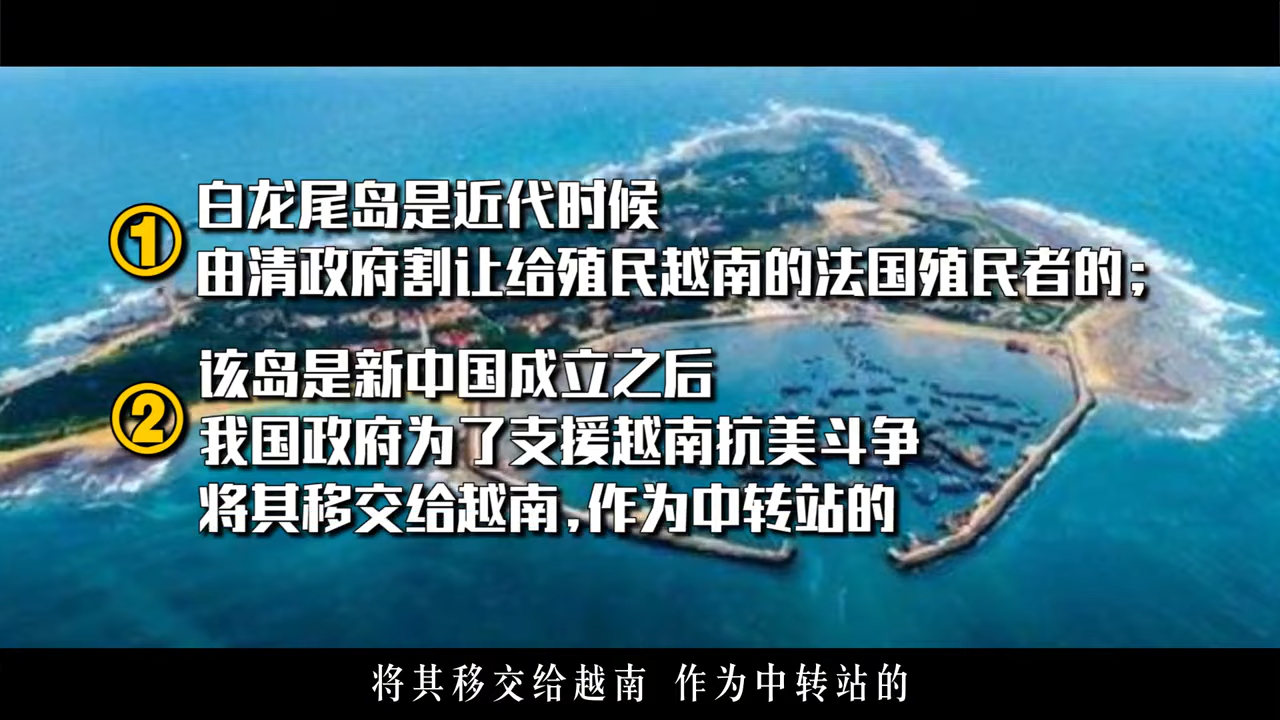 ① 白龙尾岛是近代时候
由清政府割让给殖民越南的法国殖民者的；
② 该岛是新中国成立之后
我国政府为了支援越南抗美斗争
将其移交给越南，作为中转站的
将其移交给越南 作为中转站的